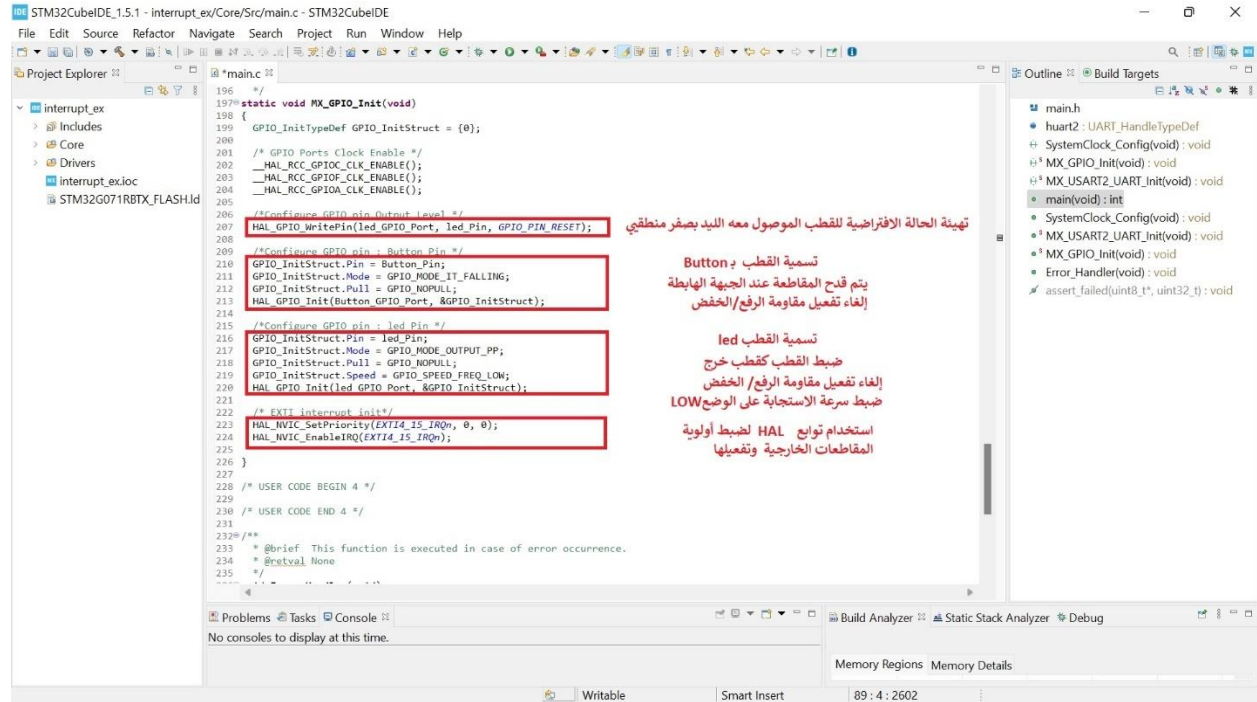 IDE STM32CubeIDE_1.5.1 - interrupt_ex/Core/Src/main.c - STM32CubeIDE
File Edit Source Refactor Navigate Search Project Run Window Help
Project Explorer
interrupt_ex
Includes
Core
Drivers
interrupt_ex.ioc
STM32G071RBTX_FLASH.ld
*main.c
196 */
197 static void MX_GPIO_Init(void)
198 {
199 GPIO_InitTypeDef GPIO_InitStruct = {0};
200
201 /* GPIO Ports Clock Enable */
202 __HAL_RCC_GPIOC_CLK_ENABLE();
203 __HAL_RCC_GPIOF_CLK_ENABLE();
204 __HAL_RCC_GPIOA_CLK_ENABLE();
205
206 /*Configure GPIO pin Output Level */
207 HAL_GPIO_WritePin(led_GPIO_Port, led_Pin, GPIO_PIN_RESET);
تهيئة الحالة الافتراضية للقطب الموصول معه الليد بصفر منطقي
208
209 /*Configure GPIO pin : Button_Pin */
210 GPIO_InitStruct.Pin = Button_Pin;
211 GPIO_InitStruct.Mode = GPIO_MODE_IT_FALLING;
212 GPIO_InitStruct.Pull = GPIO_NOPULL;
213 HAL_GPIO_Init(Button_GPIO_Port, &GPIO_InitStruct);
تسمية القطب بـ Button
يتم قدح المقاطعة عند الجبهة الهابطة
إلغاء تفعيل مقاومة الرفع/الخفض
214
215 /*Configure GPIO pin : led_Pin */
216 GPIO_InitStruct.Pin = led_Pin;
217 GPIO_InitStruct.Mode = GPIO_MODE_OUTPUT_PP;
218 GPIO_InitStruct.Pull = GPIO_NOPULL;
219 GPIO_InitStruct.Speed = GPIO_SPEED_FREQ_LOW;
220 HAL_GPIO_Init(led_GPIO_Port, &GPIO_InitStruct);
تسمية القطب led
ضبط القطب كقطب خرج
إلغاء تفعيل مقاومة الرفع/ الخفض
ضبط سرعة الاستجابة على الوضعLOW
221
222 /* EXTI interrupt init*/
223 HAL_NVIC_SetPriority(EXTI4_15_IRQn, 0, 0);
224 HAL_NVIC_EnableIRQ(EXTI4_15_IRQn);
استخدام توابع HAL لضبط أولوية
المقاطعات الخارجية وتفعيلها
225
226 }
227
228 /* USER CODE BEGIN 4 */
229
230 /* USER CODE END 4 */
231
232 /**
233 * @brief This function is executed in case of error occurrence.
234 * @retval None
235 */
Outline Build Targets
main.h
huart2 : UART_HandleTypeDef
SystemClock_Config(void) : void
MX_GPIO_Init(void) : void
MX_USART2_UART_Init(void) : void
main(void) : int
SystemClock_Config(void) : void
MX_USART2_UART_Init(void) : void
MX_GPIO_Init(void) : void
Error_Handler(void) : void
assert_failed(uint8_t*, uint32_t) : void
Problems Tasks Console
No consoles to display at this time.
Build Analyzer Static Stack Analyzer Debug
Memory Regions Memory Details
Writable Smart Insert 89 : 4 : 2602